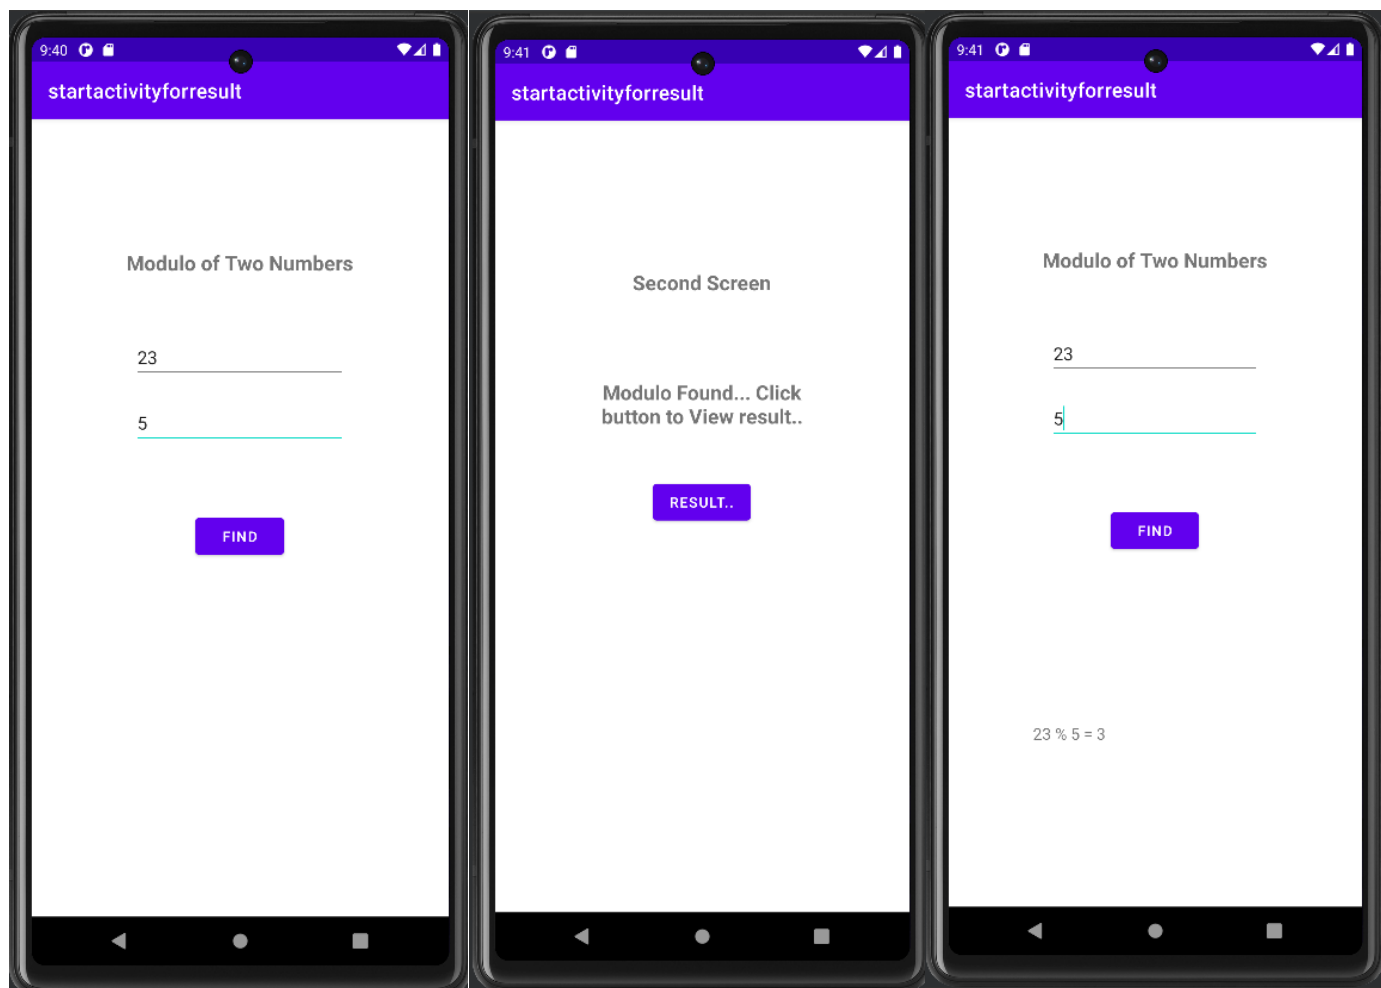 9:40
startactivityforresult
Modulo of Two Numbers
23
5
FIND
9:41
startactivityforresult
Second Screen
Modulo Found... Click
button to View result..
RESULT..
9:41
startactivityforresult
Modulo of Two Numbers
23
5
FIND
23 % 5 = 3